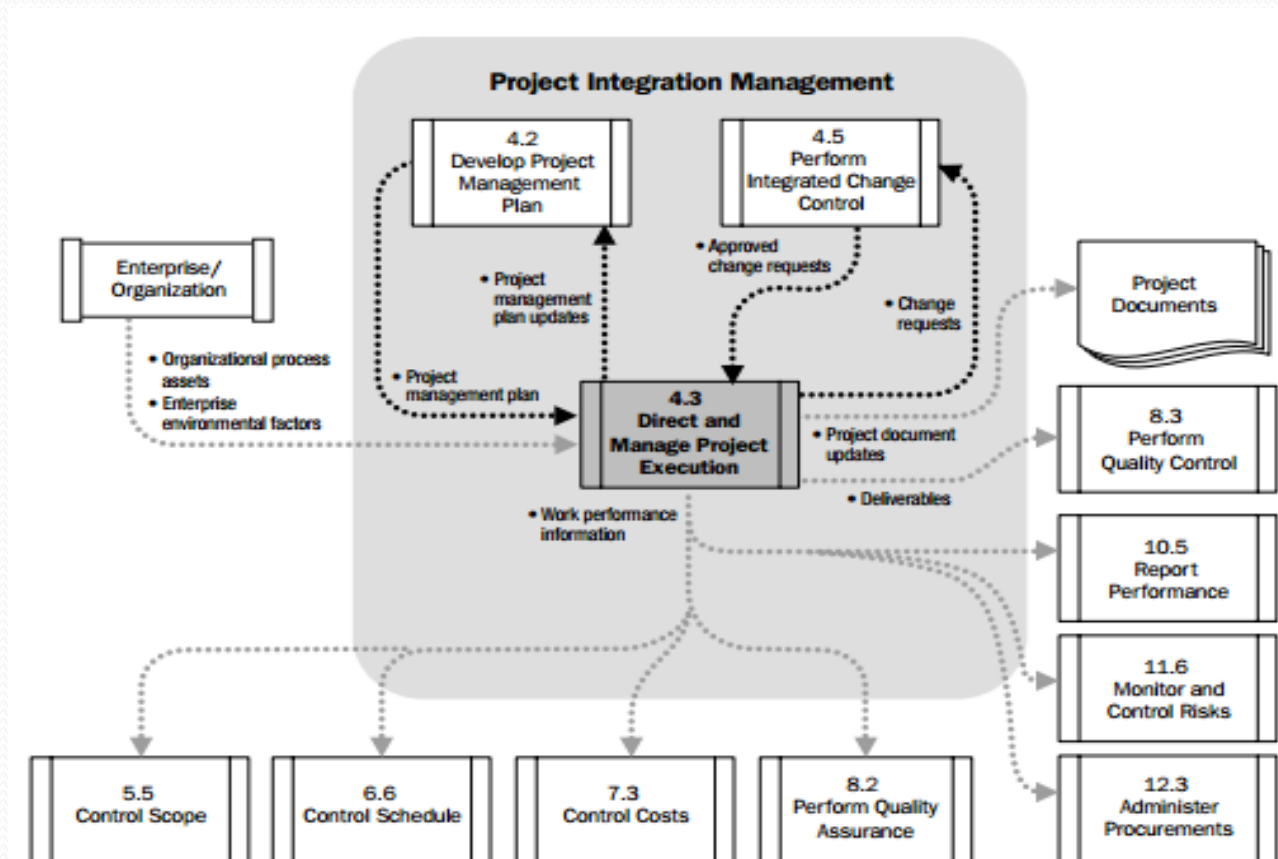 Project Integration Management
4.2
Develop Project
Management
Plan
4.5
Perform
Integrated Change
Control
Enterprise/
Organization
• Organizational process
assets
• Enterprise
environmental factors
• Project
management
plan updates
• Approved
change requests
• Change
requests
• Project
management plan
4.3
Direct and
Manage Project
Execution
• Project document
updates
• Deliverables
• Work performance
information
Project
Documents
8.3
Perform
Quality Control
10.5
Report
Performance
11.6
Monitor and
Control Risks
12.3
Administer
Procurements
5.5
Control Scope
6.6
Control Schedule
7.3
Control Costs
8.2
Perform Quality
Assurance